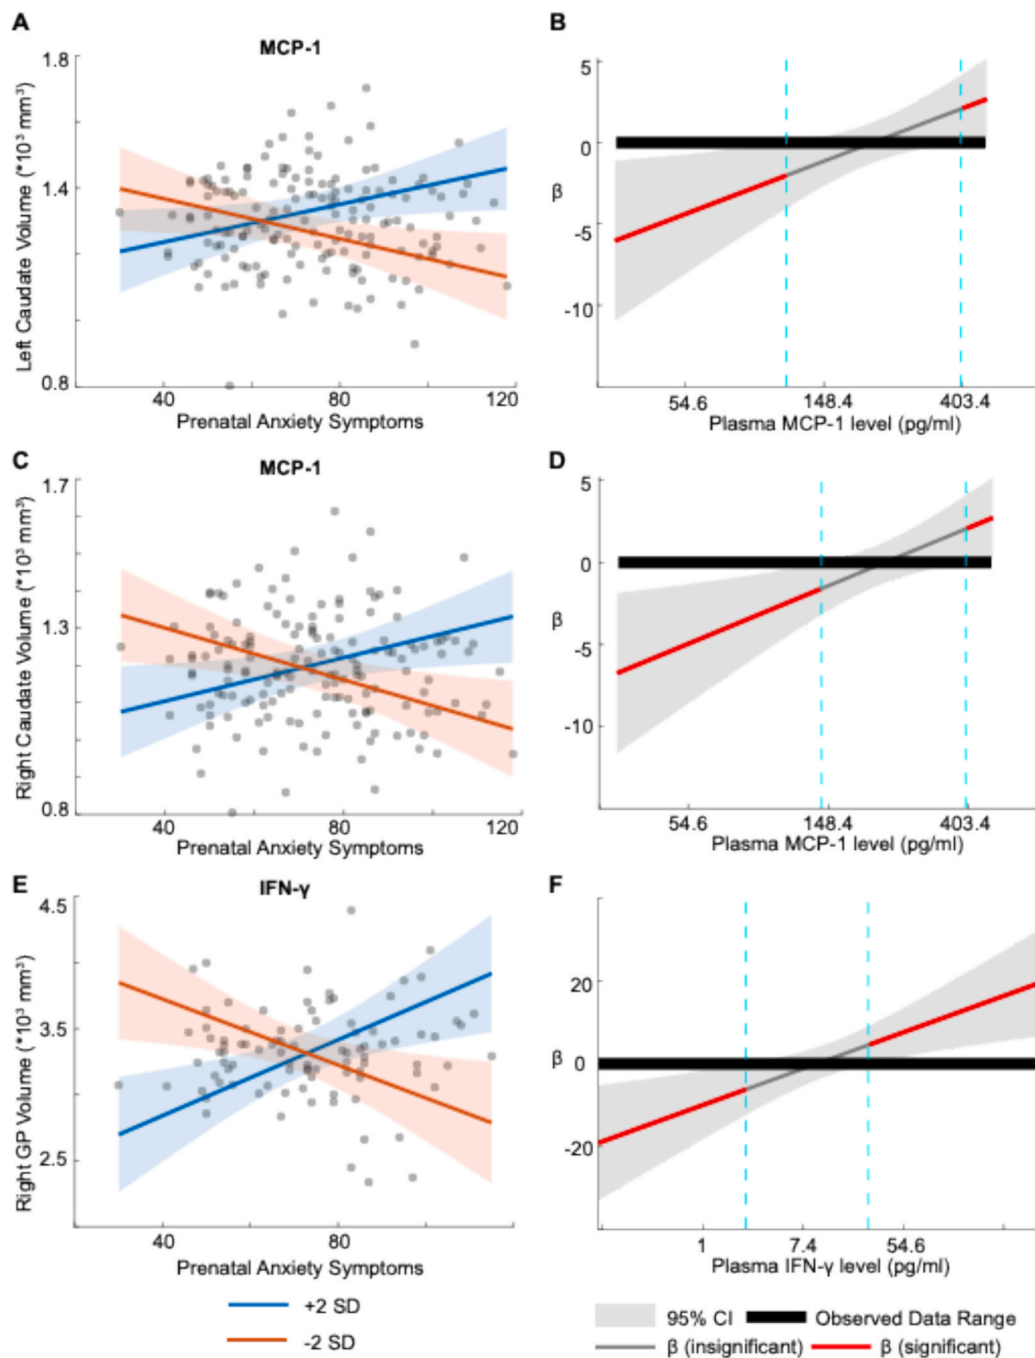 A
MCP-1
Left Caudate Volume (*10³ mm³)
1.8
1.4
0.8
40
80
120
Prenatal Anxiety Symptoms
B
5
0
β
-5
-10
54.6
148.4
403.4
Plasma MCP-1 level (pg/ml)
C
MCP-1
Right Caudate Volume (*10³ mm³)
1.7
1.3
0.8
40
80
120
Prenatal Anxiety Symptoms
D
5
0
β
-5
-10
54.6
148.4
403.4
Plasma MCP-1 level (pg/ml)
E
IFN-γ
Right GP Volume (*10³ mm³)
4.5
3.5
2.5
40
80
Prenatal Anxiety Symptoms
F
20
β
0
-20
1
7.4
54.6
Plasma IFN-γ level (pg/ml)
+2 SD
-2 SD
95% CI
Observed Data Range
β (insignificant)
β (significant)